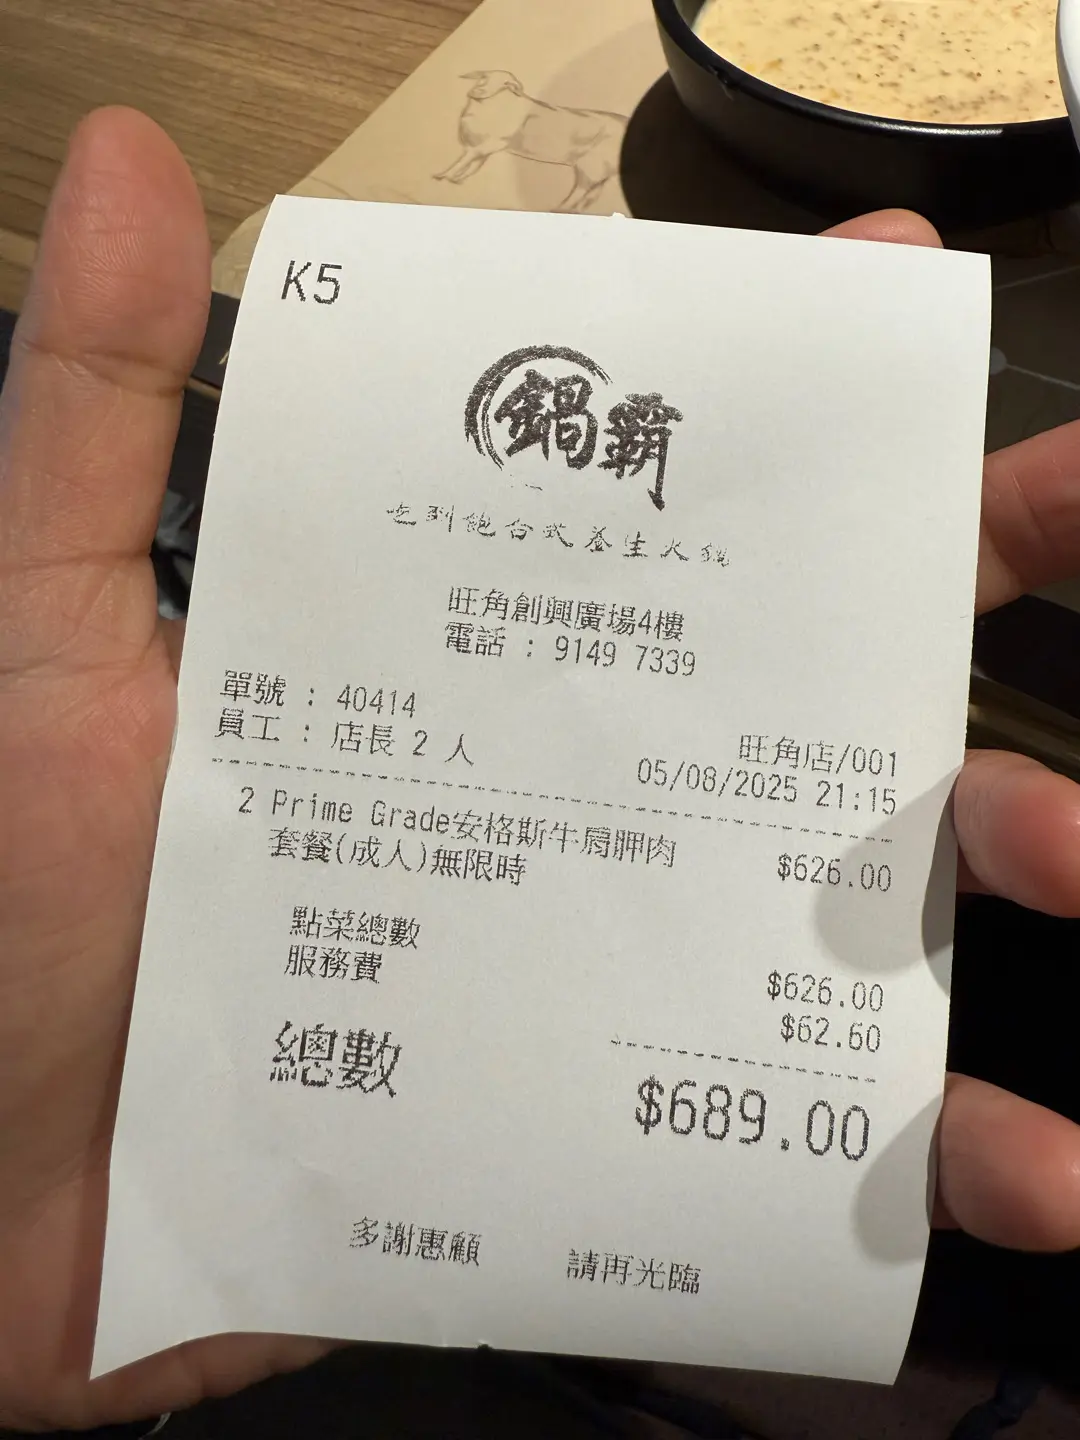 K5
鍋霸
吃到飽台式養生火鍋
旺角創興廣場4樓
電話 : 9149 7339
單號 : 40414
員工 : 店長 2 人
旺角店/001
05/08/2025 21:15
2 Prime Grade安格斯牛肩胛肉
套餐(成人)無限時 $626.00
點菜總數 $626.00
服務費 $62.60
總數 $689.00
多謝惠顧 請再光臨